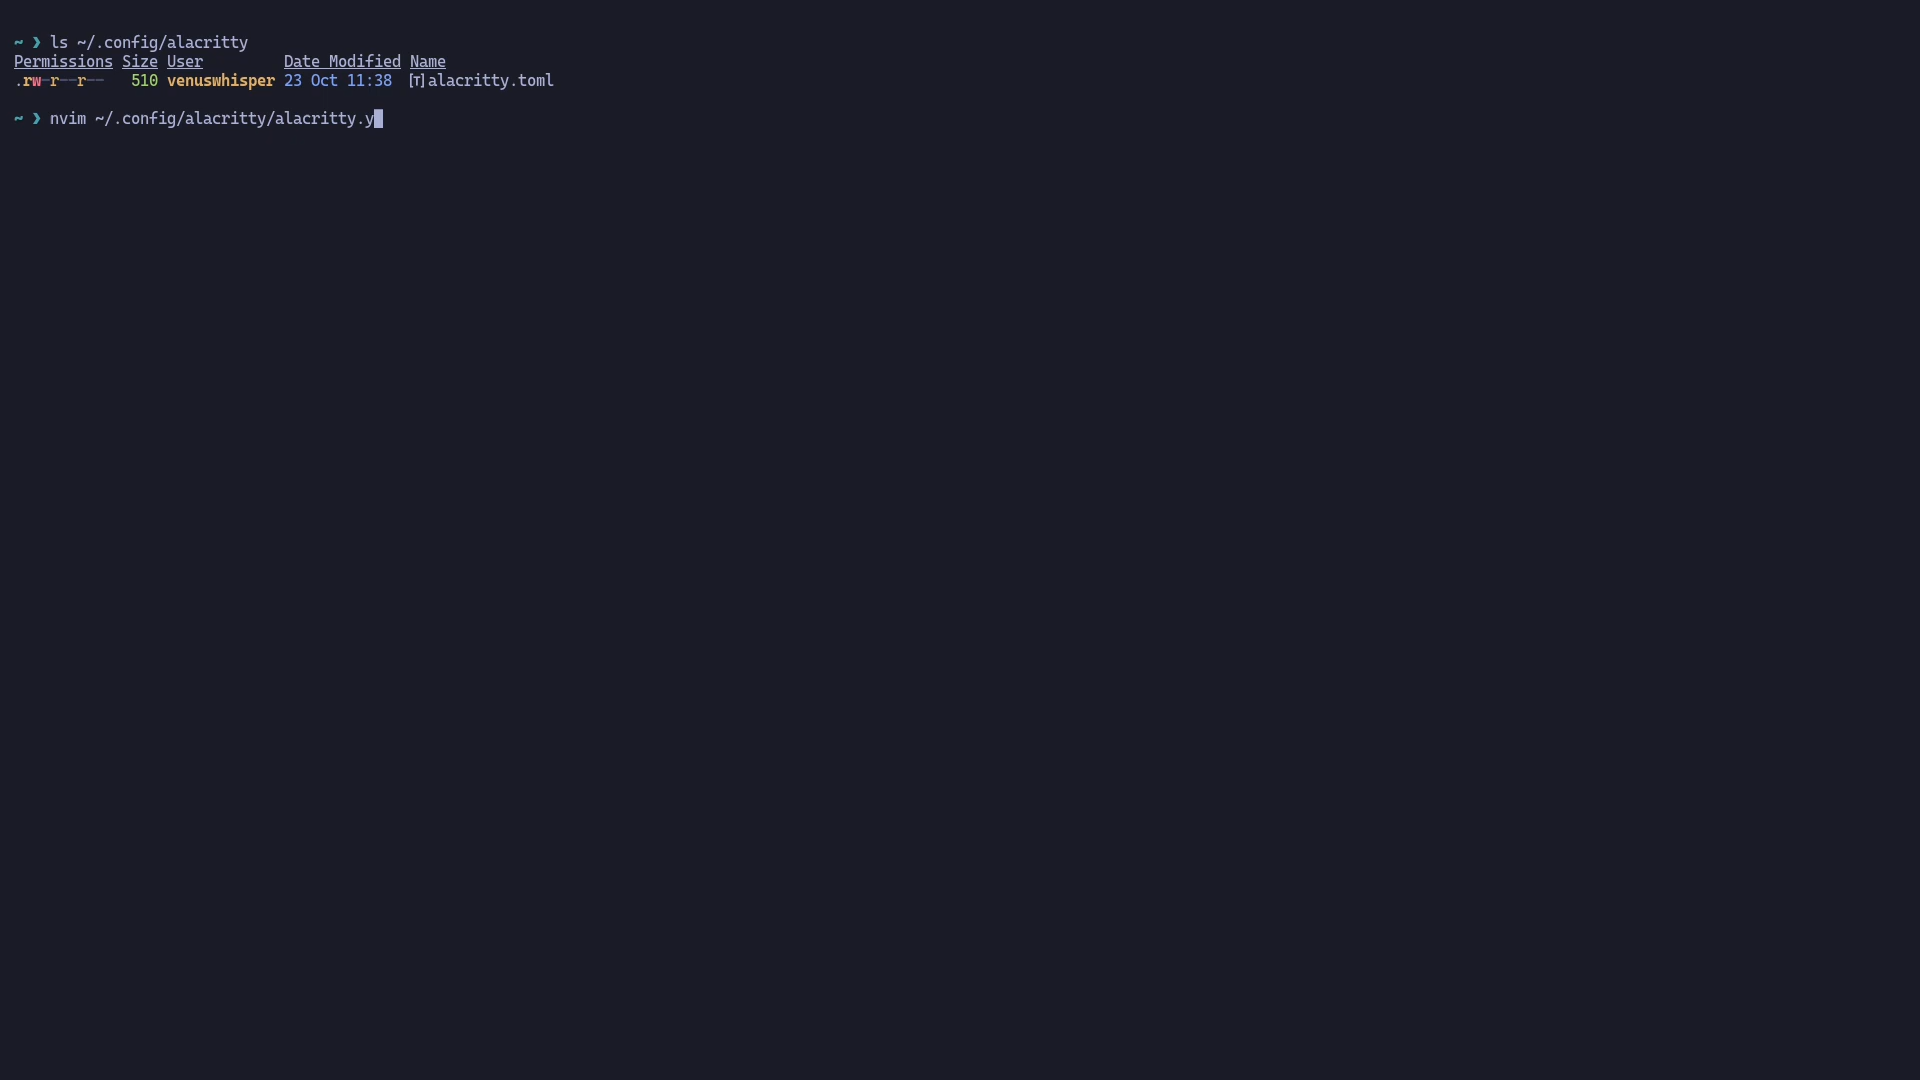 ~ ❯ ls ~/.config/alacritty
Permissions Size User Date Modified Name
.rw-r--r-- 510 venuswhisper 23 Oct 11:38 [T]alacritty.toml
~ ❯ nvim ~/.config/alacritty/alacritty.y